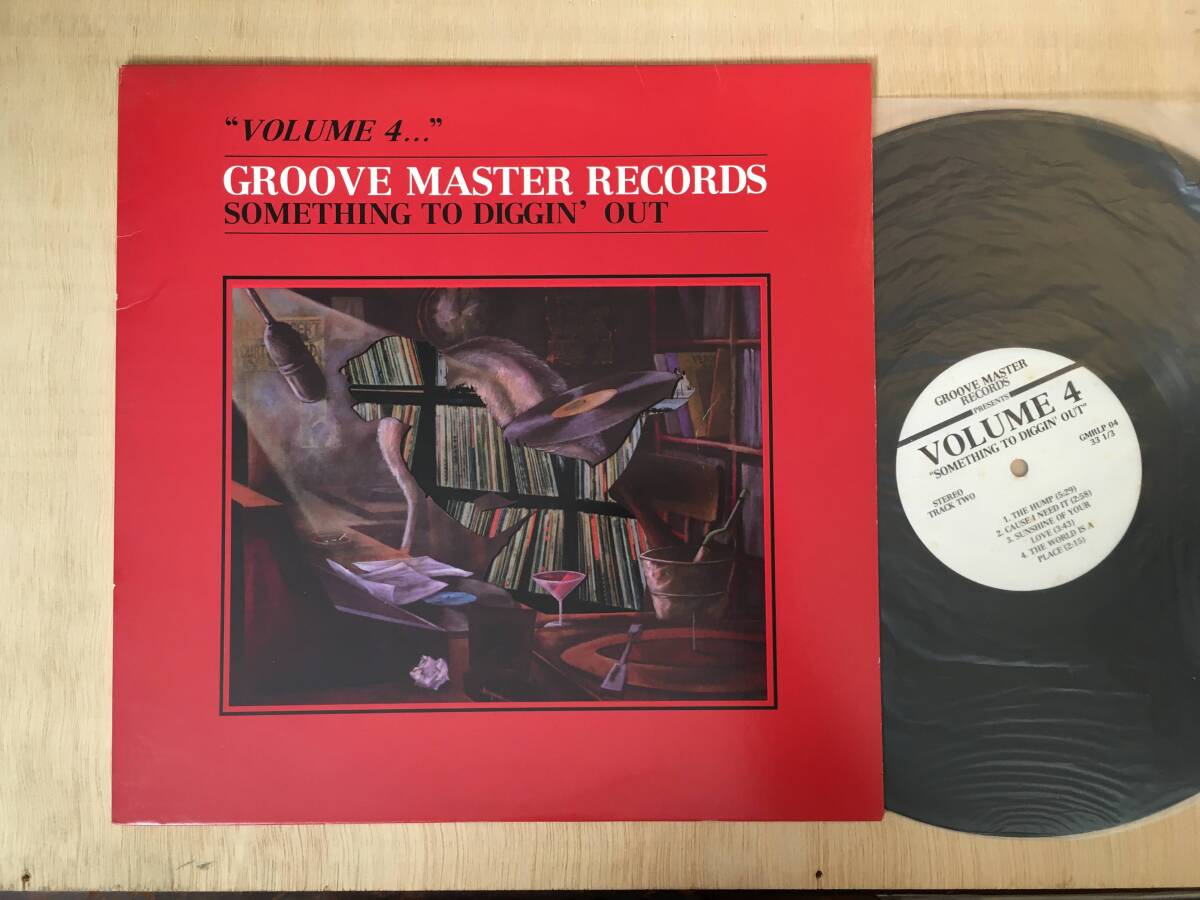 “VOLUME 4...”
GROOVE MASTER RECORDS
SOMETHING TO DIGGIN’ OUT
GROOVE MASTER
RECORDS
PRESENTS
VOLUME 4
"SOMETHING TO DIGGIN' OUT"
GMRLP 04
33 1/3
STEREO
TRACK TWO
1. THE HUMP (5:29)
2. CAUSE I NEED IT (2:58)
3. SUNSHINE OF YOUR
LOVE (3:43)
4. THE WORLD IS A
PLACE (2:15)